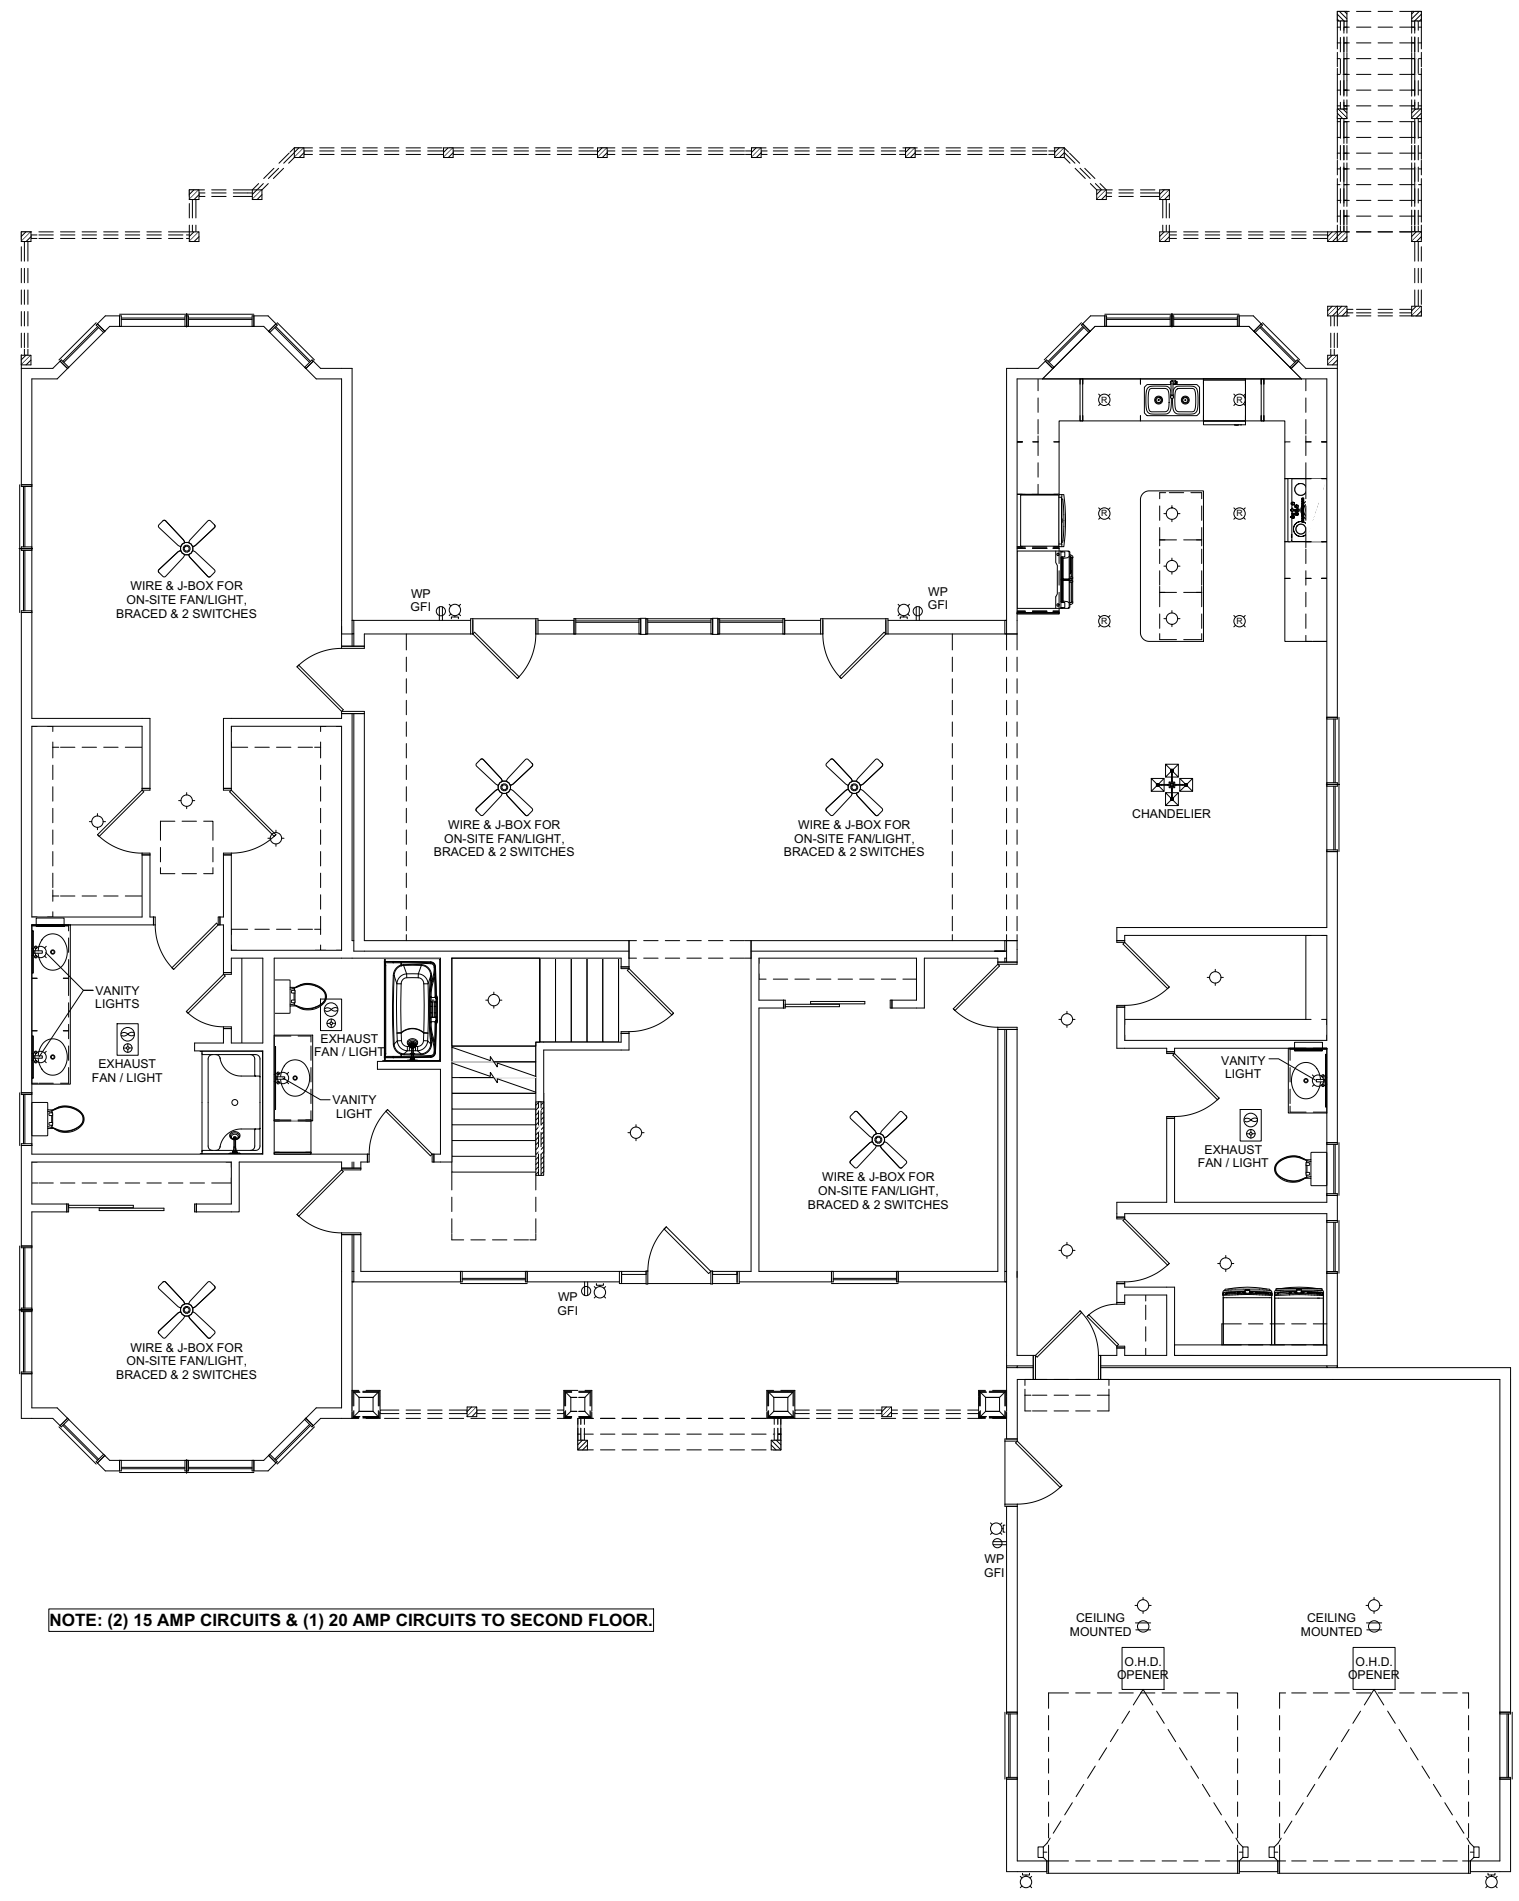 R
R
WIRE & J-BOX FOR
ON-SITE FAN/LIGHT,
BRACED & 2 SWITCHES
R
R
WP
GFI
WP
GFI
R
R
WIRE & J-BOX FOR
ON-SITE FAN/LIGHT,
BRACED & 2 SWITCHES
WIRE & J-BOX FOR
ON-SITE FAN/LIGHT,
BRACED & 2 SWITCHES
CHANDELIER
VANITY
LIGHTS
EXHAUST
FAN / LIGHT
EXHAUST
FAN / LIGHT
VANITY
LIGHT
VANITY
LIGHT
EXHAUST
FAN / LIGHT
WIRE & J-BOX FOR
ON-SITE FAN/LIGHT,
BRACED & 2 SWITCHES
WP
GFI
WIRE & J-BOX FOR
ON-SITE FAN/LIGHT,
BRACED & 2 SWITCHES
WP
GFI
NOTE: (2) 15 AMP CIRCUITS & (1) 20 AMP CIRCUITS TO SECOND FLOOR.
CEILING
MOUNTED
CEILING
MOUNTED
O.H.D.
OPENER
O.H.D.
OPENER